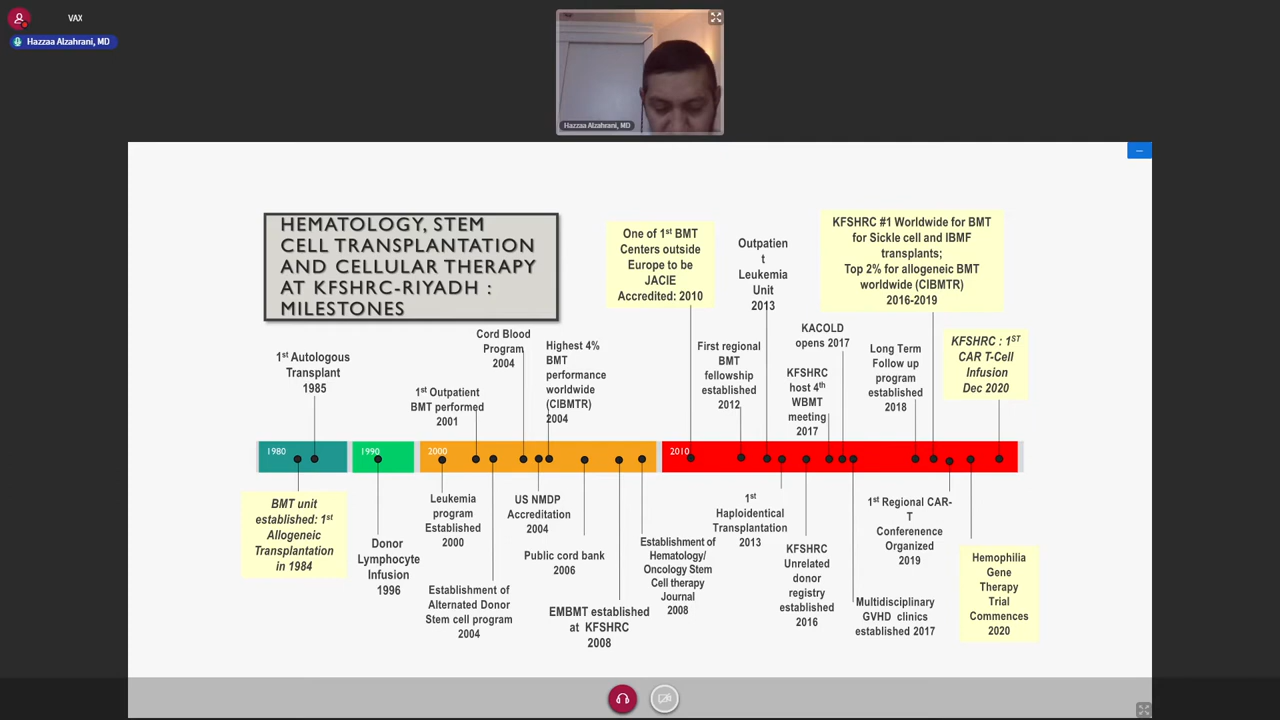 VAX
Hazzaa Alzahrani, MD
Hazzaa Alzahrani, MD
HEMATOLOGY, STEM
CELL TRANSPLANTATION
AND CELLULAR THERAPY
AT KFSHRC-RIYADH :
MILESTONES
One of 1st BMT
Centers outside
Europe to be
JACIE
Accredited: 2010
Outpatien
t
Leukemia
Unit
2013
KFSHRC #1 Worldwide for BMT
for Sickle cell and IBMF
transplants;
Top 2% for allogeneic BMT
worldwide (CIBMTR)
2016-2019
1st Autologous
Transplant
1985
1st Outpatient
BMT performed
2001
Cord Blood
Program
2004
Highest 4%
BMT
performance
worldwide
(CIBMTR)
2004
First regional
BMT
fellowship
established
2012
KACOLD
opens 2017
KFSHRC
host 4th
WBMT
meeting
2017
Long Term
Follow up
program
established
2018
KFSHRC : 1ST
CAR T-Cell
Infusion
Dec 2020
1980
1990
2000
2010
BMT unit
established: 1st
Allogeneic
Transplantation
in 1984
Donor
Lymphocyte
Infusion
1996
Leukemia
program
Established
2000
Establishment of
Alternated Donor
Stem cell program
2004
US NMDP
Accreditation
2004
Public cord bank
2006
EMBMT established
at KFSHRC
2008
Establishment of
Hematology/
Oncology Stem
Cell therapy
Journal
2008
1st
Haploidentical
Transplantation
2013
KFSHRC
Unrelated
donor
registry
established
2016
Multidisciplinary
GVHD clinics
established 2017
1st Regional CAR-
T
Conferenence
Organized
2019
Hemophilia
Gene
Therapy
Trial
Commences
2020